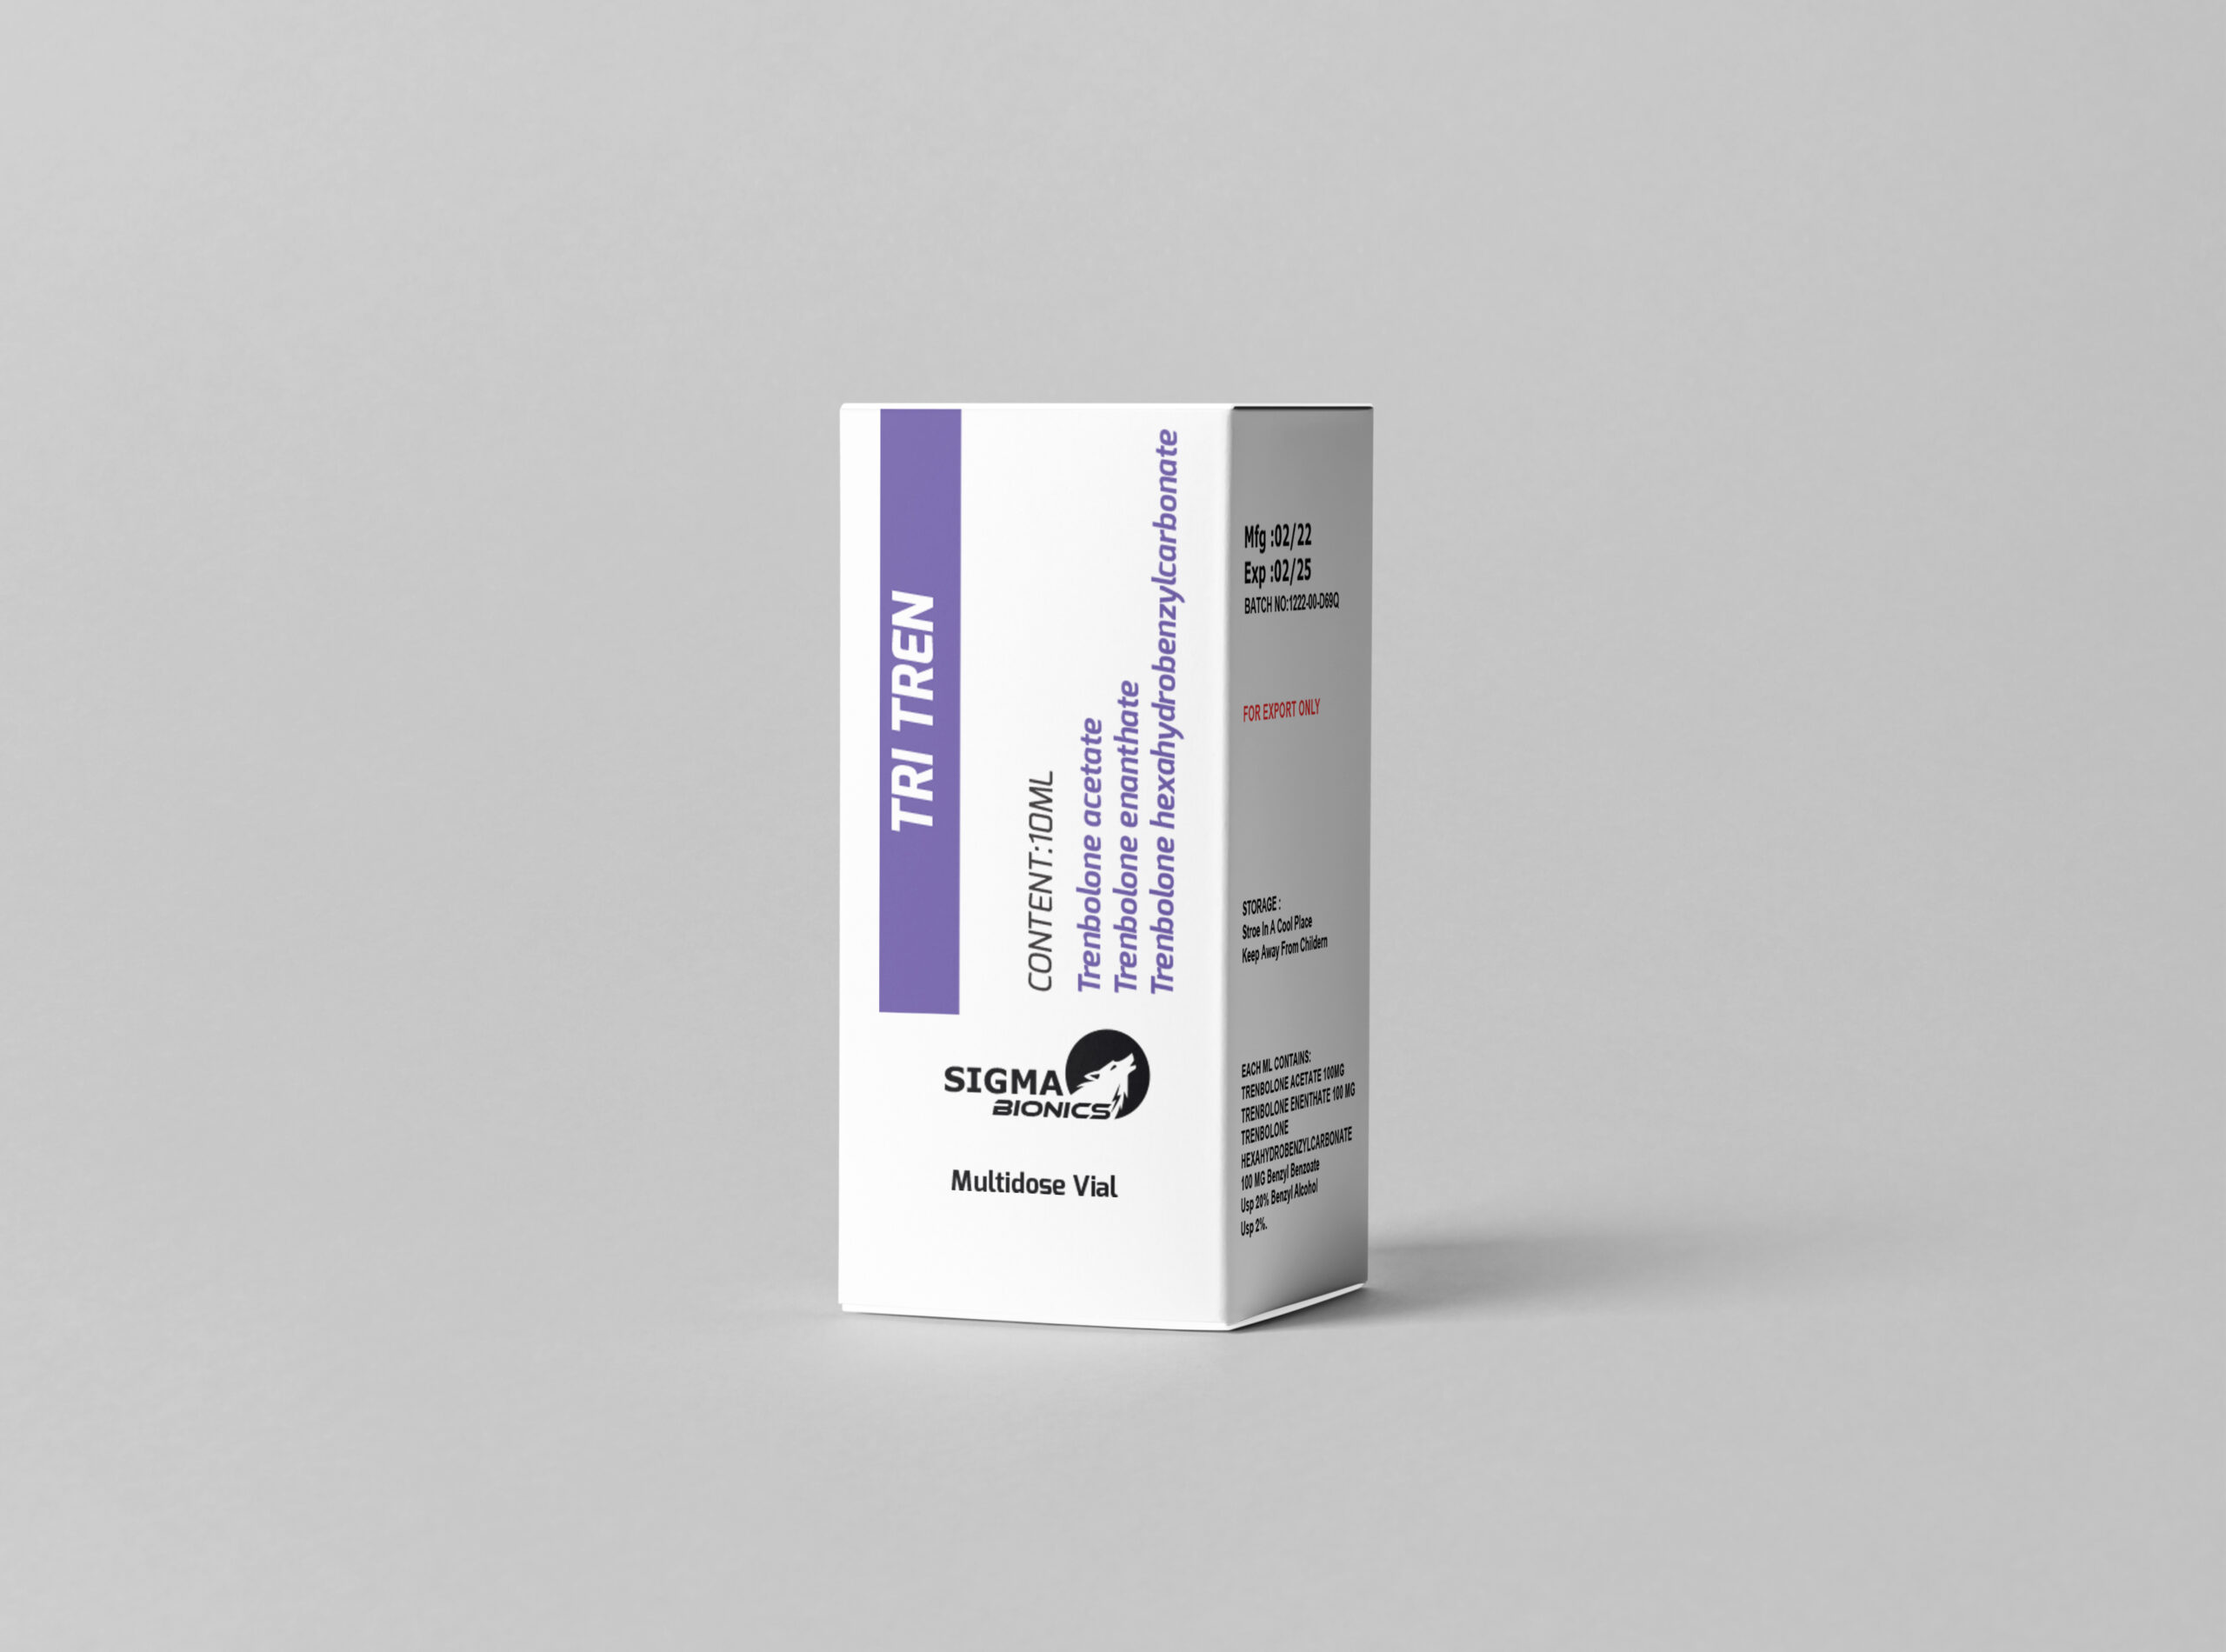 TRI TREN
CONTENT:10ML
Trenbolone acetate
Trenbolone enanthate
Trenbolone hexahydrobenzylcarbonate
SIGMA
BIONICS
Multidose Vial
Mfg :02/22
Exp :02/25
BATCH NO:1222-00-D69Q
FOR EXPORT ONLY
STORAGE :
Stroe In A Cool Place
Keep Away From Childern
EACH ML CONTAINS:
TRENBOLONE ACETATE 100MG
TRENBOLONE ENENTHATE 100 MG
TRENBOLONE
HEXAHYDROBENZYLCARBONATE
100 MG Benzyl Benzoate
Usp 20% Benzyl Alcohol
Usp 2%.